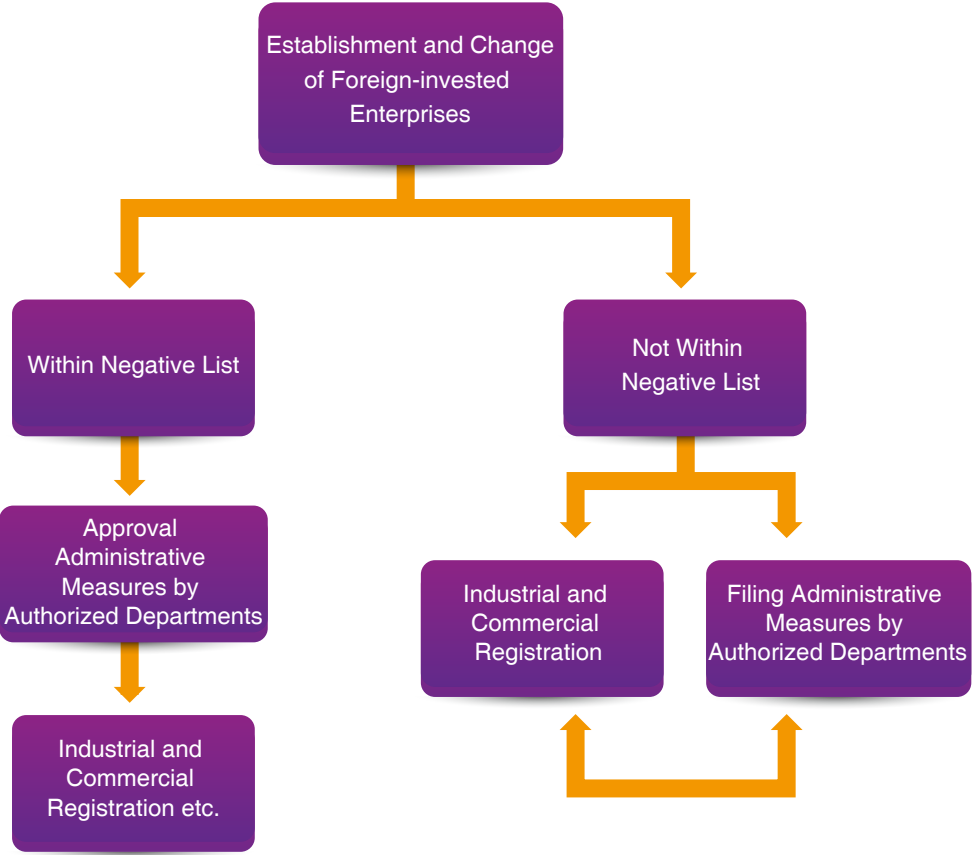 Establishment and Change
of Foreign-invested
Enterprises
Within Negative List
Not Within
Negative List
Approval
Administrative
Measures by
Authorized Departments
Industrial and
Commercial
Registration
Filing Administrative
Measures by
Authorized Departments
Industrial and
Commercial
Registration etc.